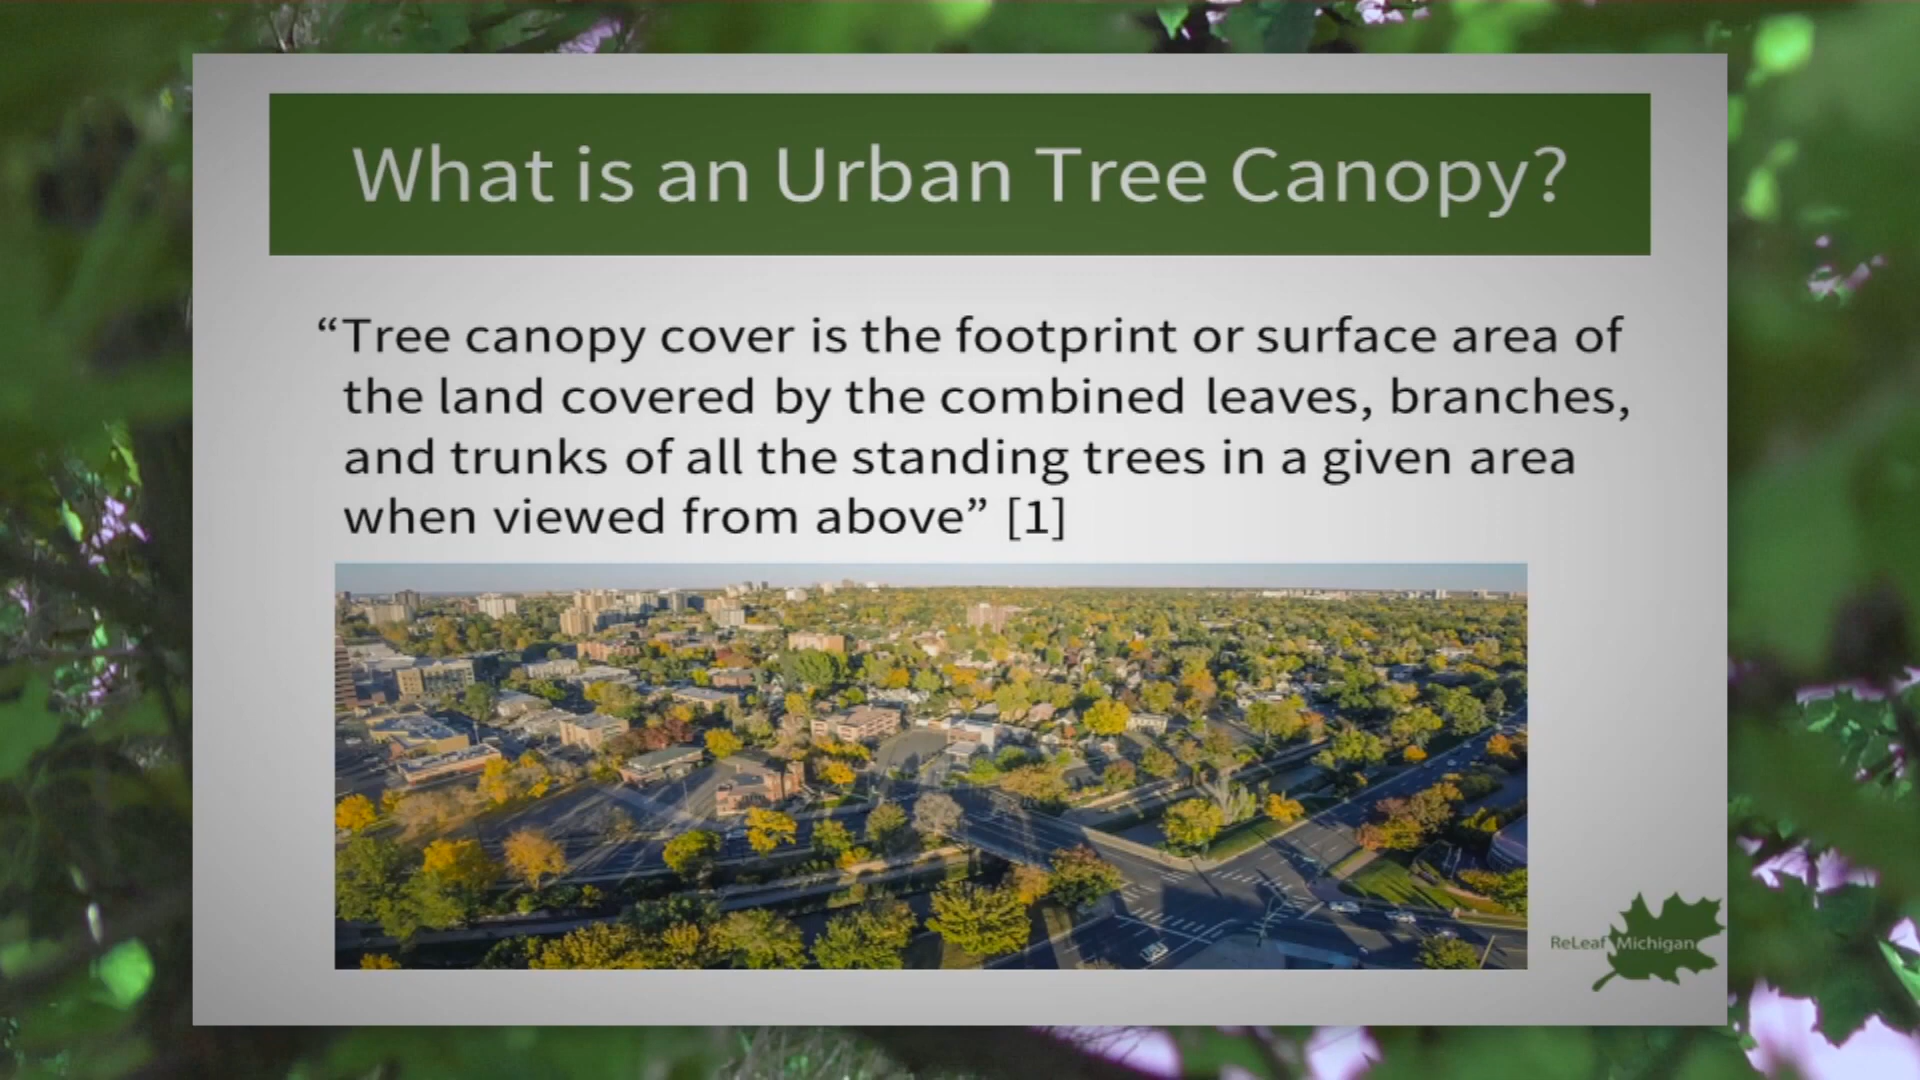 What is an Urban Tree Canopy?
“Tree canopy cover is the footprint or surface area of
the land covered by the combined leaves, branches,
and trunks of all the standing trees in a given area
when viewed from above” [1]
ReLeaf Michigan